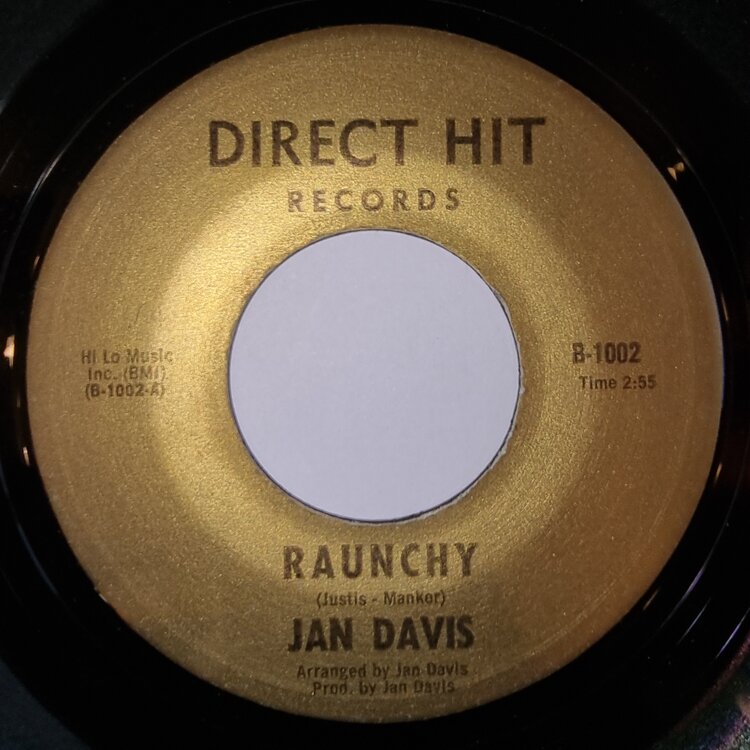 DIRECT HIT
RECORDS
Hi Lo Music
Inc. (BMI)
(B-1002-A)
B-1002
Time 2:55
RAUNCHY
(Justis - Manker)
JAN DAVIS
Arranged by Jan Davis
Prod. by Jan Davis